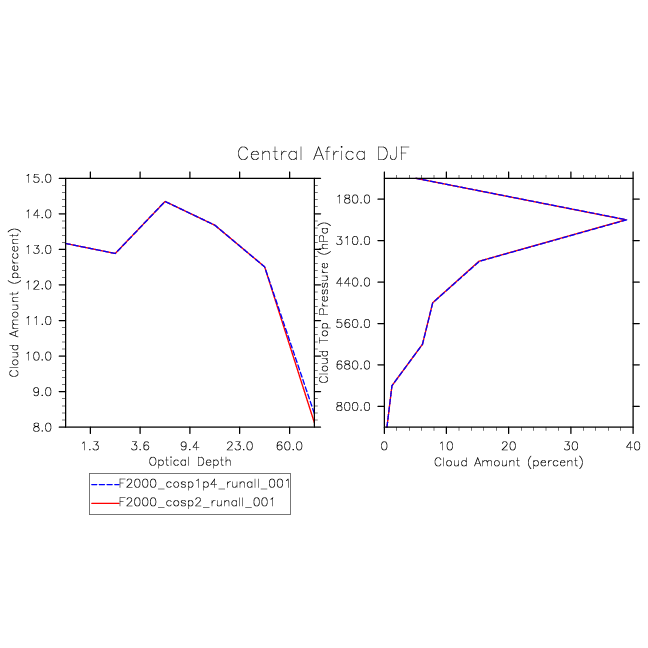 Central Africa DJF
Cloud Amount (percent)
15.0
14.0
13.0
12.0
11.0
10.0
9.0
8.0
1.3 3.6 9.4 23.0 60.0
Optical Depth
Cloud Top Pressure (hPa)
180.0
310.0
440.0
560.0
680.0
800.0
0 10 20 30 40
Cloud Amount (percent)
F2000_cosp1p4_runall_001
F2000_cosp2_runall_001